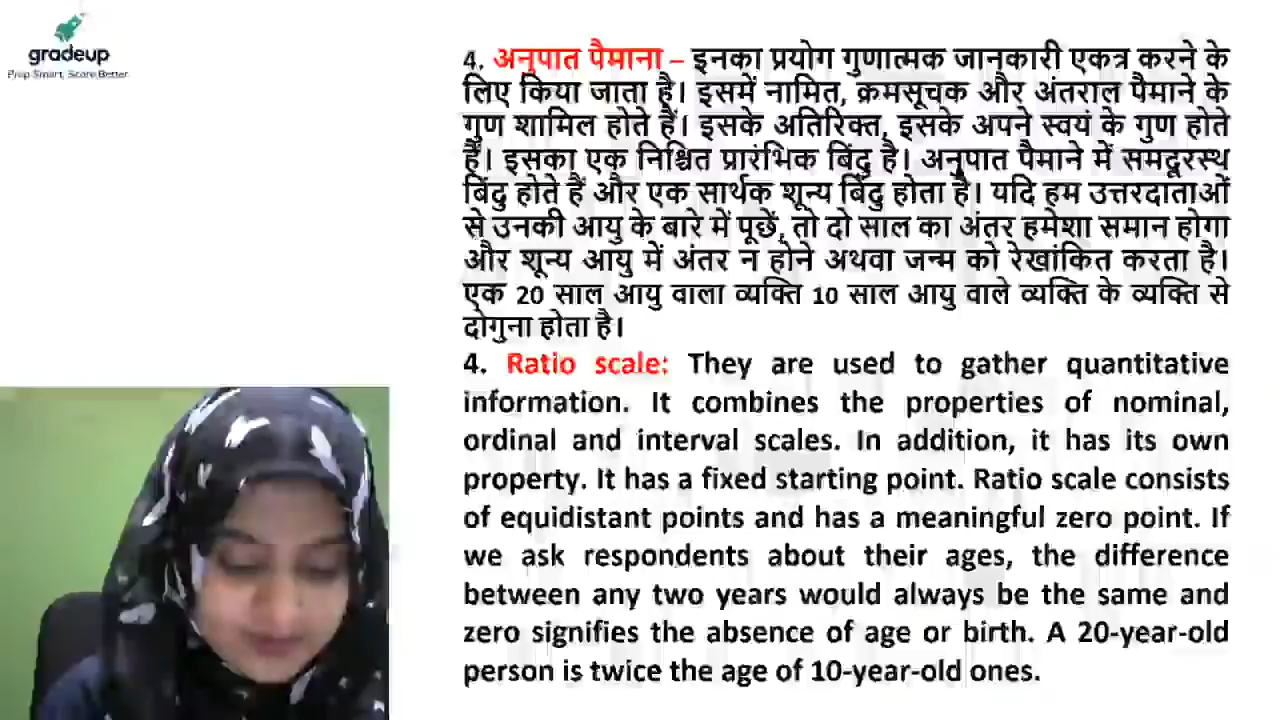 gradeup
Prep Smart, Score Better
4. अनुपात पैमाना – इनका प्रयोग गुणात्मक जानकारी एकत्र करने के
लिए किया जाता है। इसमें नामित, क्रमसूचक और अंतराल पैमाने के
गुण शामिल होते हैं। इसके अतिरिक्त, इसके अपने स्वयं के गुण होते
हैं। इसका एक निश्चित प्रारंभिक बिंदु है। अनुपात पैमाने में समदूरस्थ
बिंदु होते हैं और एक सार्थक शून्य बिंदु होता है। यदि हम उत्तरदाताओं
से उनकी आयु के बारे में पूछें, तो दो साल का अंतर हमेशा समान होगा
और शून्य आयु में अंतर न होने अथवा जन्म को रेखांकित करता है।
एक 20 साल आयु वाला व्यक्ति 10 साल आयु वाले व्यक्ति के व्यक्ति से
दोगुना होता है।
4. Ratio scale: They are used to gather quantitative
information. It combines the properties of nominal,
ordinal and interval scales. In addition, it has its own
property. It has a fixed starting point. Ratio scale consists
of equidistant points and has a meaningful zero point. If
we ask respondents about their ages, the difference
between any two years would always be the same and
zero signifies the absence of age or birth. A 20-year-old
person is twice the age of 10-year-old ones.